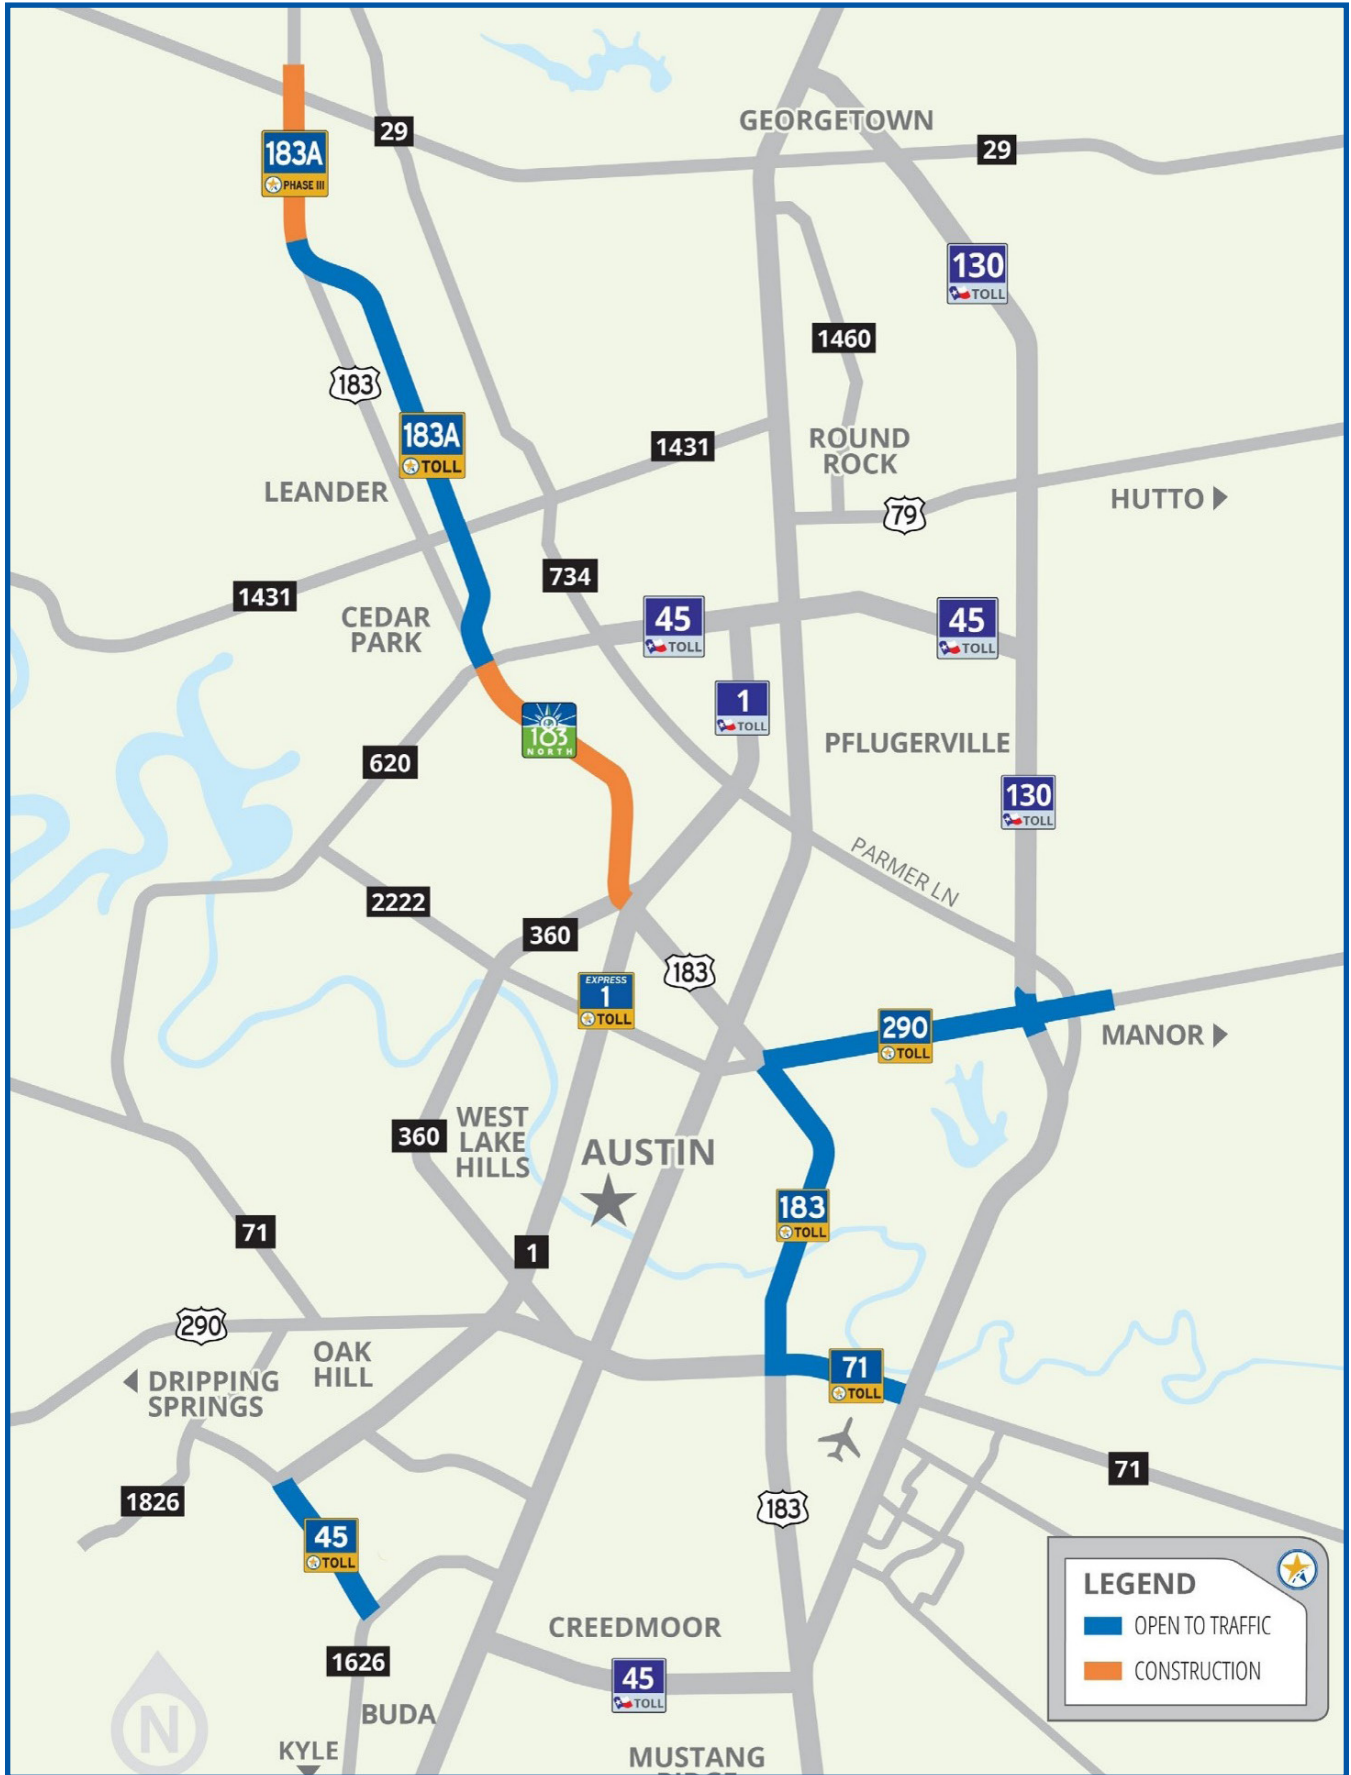 GEORGETOWN
29
29
183A
PHASE III
130
TOLL
1460
183
183A
TOLL
1431
ROUND
ROCK
LEANDER
HUTTO
79
734
1431
CEDAR
PARK
45
TOLL
45
TOLL
1
TOLL
183
NORTH
PFLUGERVILLE
620
130
TOLL
PARMER LN
2222
360
183
EXPRESS
1
TOLL
290
TOLL
MANOR
WEST
LAKE
HILLS
360
AUSTIN
183
TOLL
71
1
290
OAK
HILL
DRIPPING
SPRINGS
71
TOLL
71
1826
183
45
TOLL
LEGEND
OPEN TO TRAFFIC
CONSTRUCTION
CREEDMOOR
1626
45
TOLL
BUDA
N
KYLE
MUSTANG